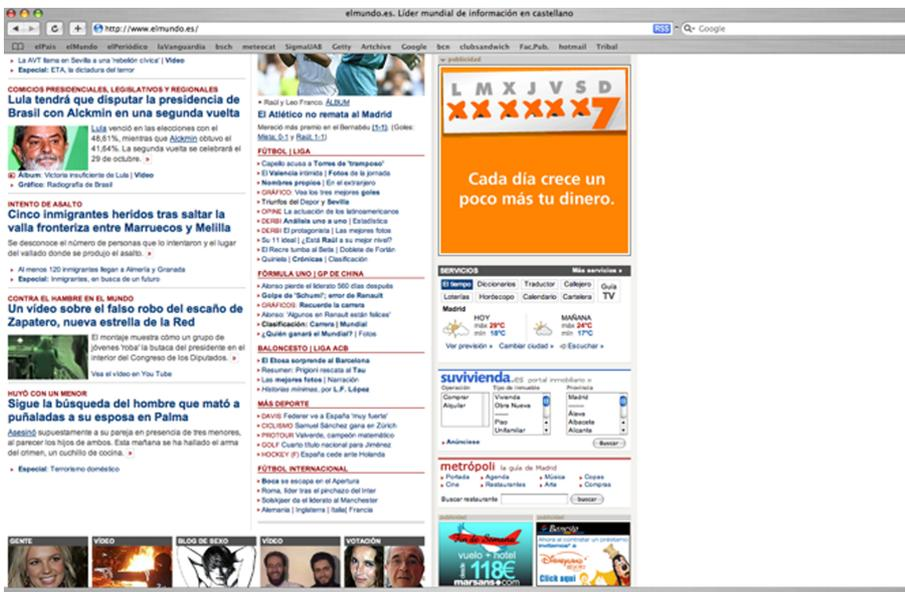 elmundo.es. Líder mundial de información en castellano
http://www.elmundo.es/
RSS
Google
elPaís elMundo elPeriódico laVanguardia bsch meteocat SigmaUAB Getty Artchive Google bcn clubsandwich Fac.Pub. hotmail Tribal
La AVT llama en Sevilla a una 'rebelión cívica' | Vídeo
Especial: ETA, la dictadura del terror
COMICIOS PRESIDENCIALES, LEGISLATIVOS Y REGIONALES
Lula tendrá que disputar la presidencia de
Brasil con Alckmin en una segunda vuelta
Lula venció en las elecciones con el
48,61%, mientras que Alckmin obtuvo el
41,64%. La segunda vuelta se celebrará el
29 de octubre. »
Álbum: Victoria insuficiente de Lula | Vídeo
Gráfico: Radiografía de Brasil
INTENTO DE ASALTO
Cinco inmigrantes heridos tras saltar la
valla fronteriza entre Marruecos y Melilla
Se desconoce el número de personas que lo intentaron y el lugar
del vallado donde se produjo el asalto. »
Al menos 120 inmigrantes llegan a Almería y Granada
Especial: Inmigrantes, en busca de un futuro
CONTRA EL HAMBRE EN EL MUNDO
Un vídeo sobre el falso robo del escaño de
Zapatero, nueva estrella de la Red
El montaje muestra cómo un grupo de
jóvenes 'roba' la butaca del presidente en el
interior del Congreso de los Diputados. »
Vea el vídeo en You Tube
HUYÓ CON UN MENOR
Sigue la búsqueda del hombre que mató a
puñaladas a su esposa en Palma
Asesinó supuestamente a su pareja en presencia de tres menores,
al parecer los hijos de ambos. Esta mañana se ha hallado el arma
del crimen, un cuchillo de cocina. »
Especial: Terrorismo doméstico
Raúl y Leo Franco. ÁLBUM
El Atlético no remata al Madrid
Mereció más premio en el Bernabéu (1-1). (Goles:
Mista, 0-1 y Raúl, 1-1)
FÚTBOL | LIGA
Capello acusa a Torres de 'tramposo'
El Valencia intimida | Fotos de la jornada
Nombres propios | En el extranjero
GRÁFICO: Vea los tres mejores goles
Triunfos del Depor y Sevilla
OPINE La actuación de los latinoamericanos
DERBI Análisis uno a uno | Estadística
DERBI El protagonista | Las mejores fotos
Su 11 ideal | ¿Está Raúl a su mejor nivel?
El Recre tumba al Betis | Doblete de Forlán
Quiniela | Crónicas | Clasificación
FÓRMULA UNO | GP DE CHINA
Alonso pierde el liderato 560 días después
Golpe de 'Schumi'; error de Renault
GRÁFICOS: Recuerde la carrera
Alonso: 'Algunos en Renault están felices'
Clasificación: Carrera | Mundial
¿Quién ganará el Mundial? | Fotos
BALONCESTO | LIGA ACB
El Etosa sorprende al Barcelona
Resumen: Prigioni rescata al Tau
Las mejores fotos | Narración
Historias mínimas, por L.F. López
MÁS DEPORTE
DAVIS Federer ve a España 'muy fuerte'
CICLISMO Samuel Sánchez gana en Zúrich
PROTOUR Valverde, campeón matemático
GOLF Cuarto título nacional para Jiménez
HOCKEY (F) España cede ante Holanda
FÚTBOL INTERNACIONAL
Boca se escapa en el Apertura
Roma, líder tras el pinchazo del Inter
Solskjaer da el liderato al Manchester
Alemania | Inglaterra | Italia| Francia
publicidad
L M X J V S D
7
Cada día crece un
poco más tu dinero.
SERVICIOS Más servicios »
El tiempo Diccionarios Traductor Callejero Guía TV
Loterías Horóscopo Calendario Cartelera
Madrid
HOY
máx 29ºC
mín 18ºC
MAÑANA
máx 24ºC
mín 17ºC
Ver previsión Cambiar ciudad Escuchar
suvivienda.es portal inmobiliario
Operación Tipo de inmueble Provincia
Comprar
Alquilar
Vivienda
Obra Nueva
------
Piso
Unifamiliar
Madrid
------
Álava
Albacete
Alicante
Anúnciese
Buscar
metrópoli la guía de Madrid
Portada Agenda Música Copas
Cine Restaurantes Arte Compras
Buscar restaurante
buscar
publicidad
publicidad
Fin de Semana
vuelo + hotel
desde 118€
marsans.com
Banesto
Ahora al contratar un préstamo
invitamos a
Disneyland
Click aquí
GENTE
VÍDEO
BLOG DE SEXO
VÍDEO
VOTACIÓN